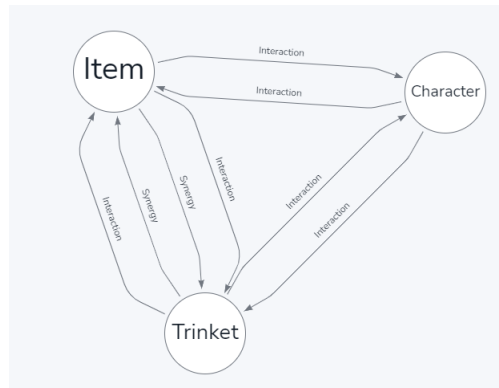 Item
Interaction
Character
Interaction
Interaction
Synergy
Synergy
Interaction
Interaction
Interaction
Trinket